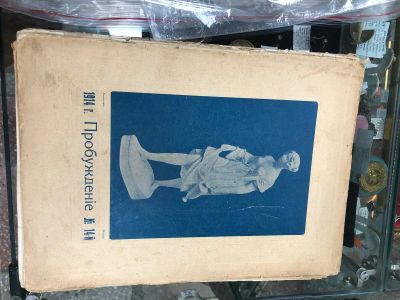 1914 г. Пробужденіе № 14-й